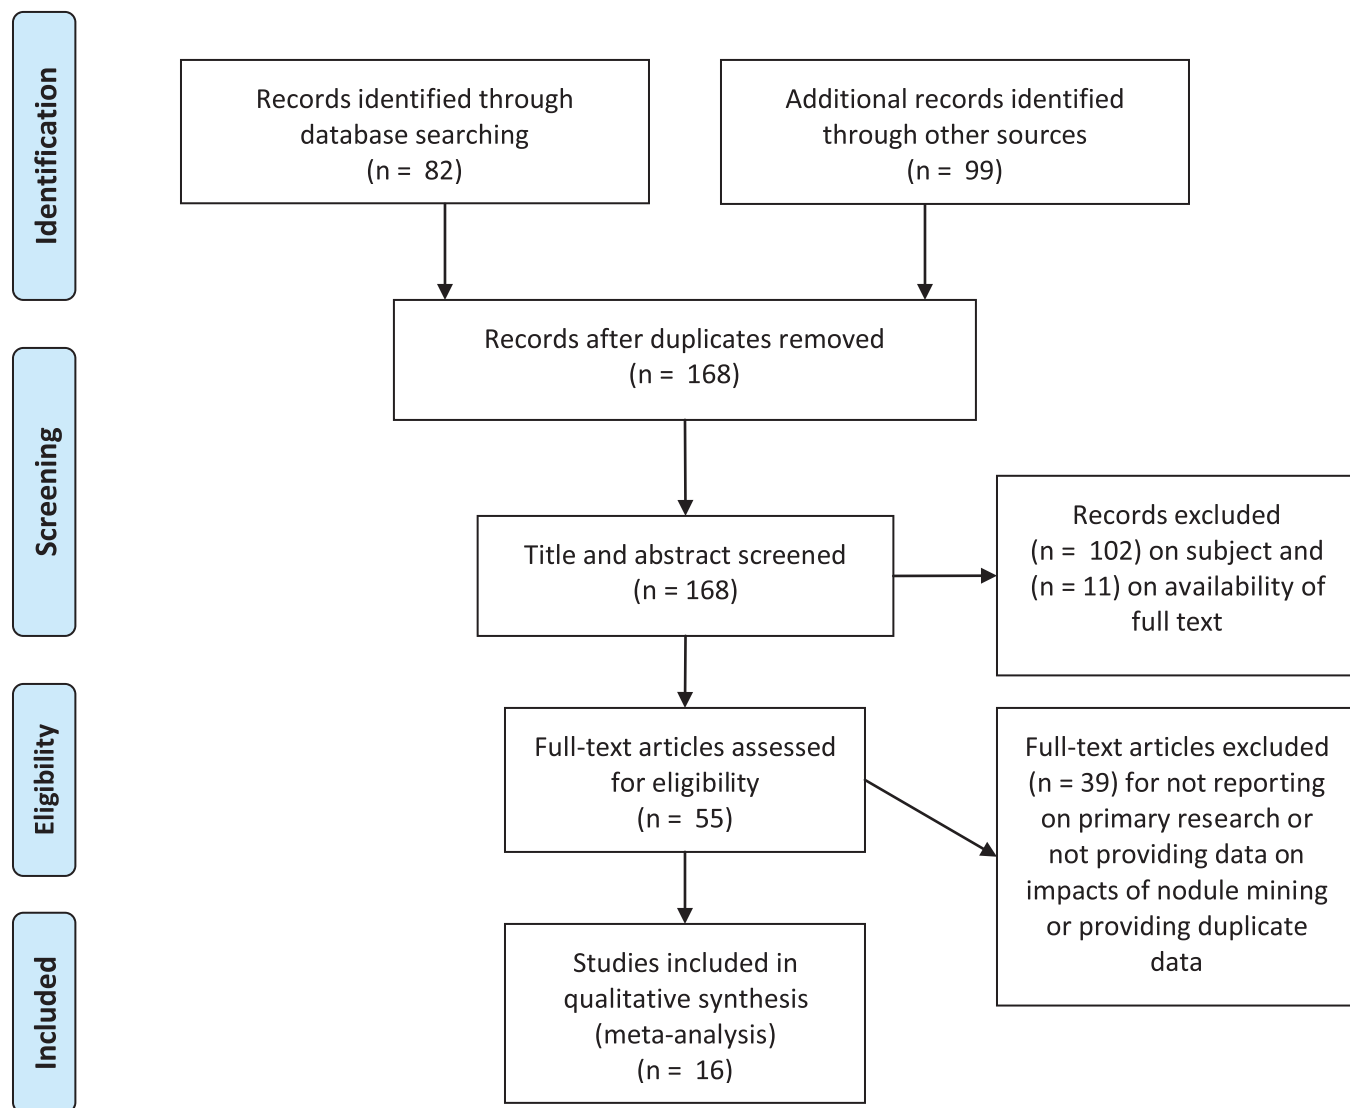 Identification
Records identified through
database searching
(n = 82)
Additional records identified
through other sources
(n = 99)
Records after duplicates removed
(n = 168)
Screening
Title and abstract screened
(n = 168)
Records excluded
(n = 102) on subject and
(n = 11) on availability of
full text
Eligibility
Full-text articles assessed
for eligibility
(n = 55)
Full-text articles excluded
(n = 39) for not reporting
on primary research or
not providing data on
impacts of nodule mining
or providing duplicate
data
Included
Studies included in
qualitative synthesis
(meta-analysis)
(n = 16)